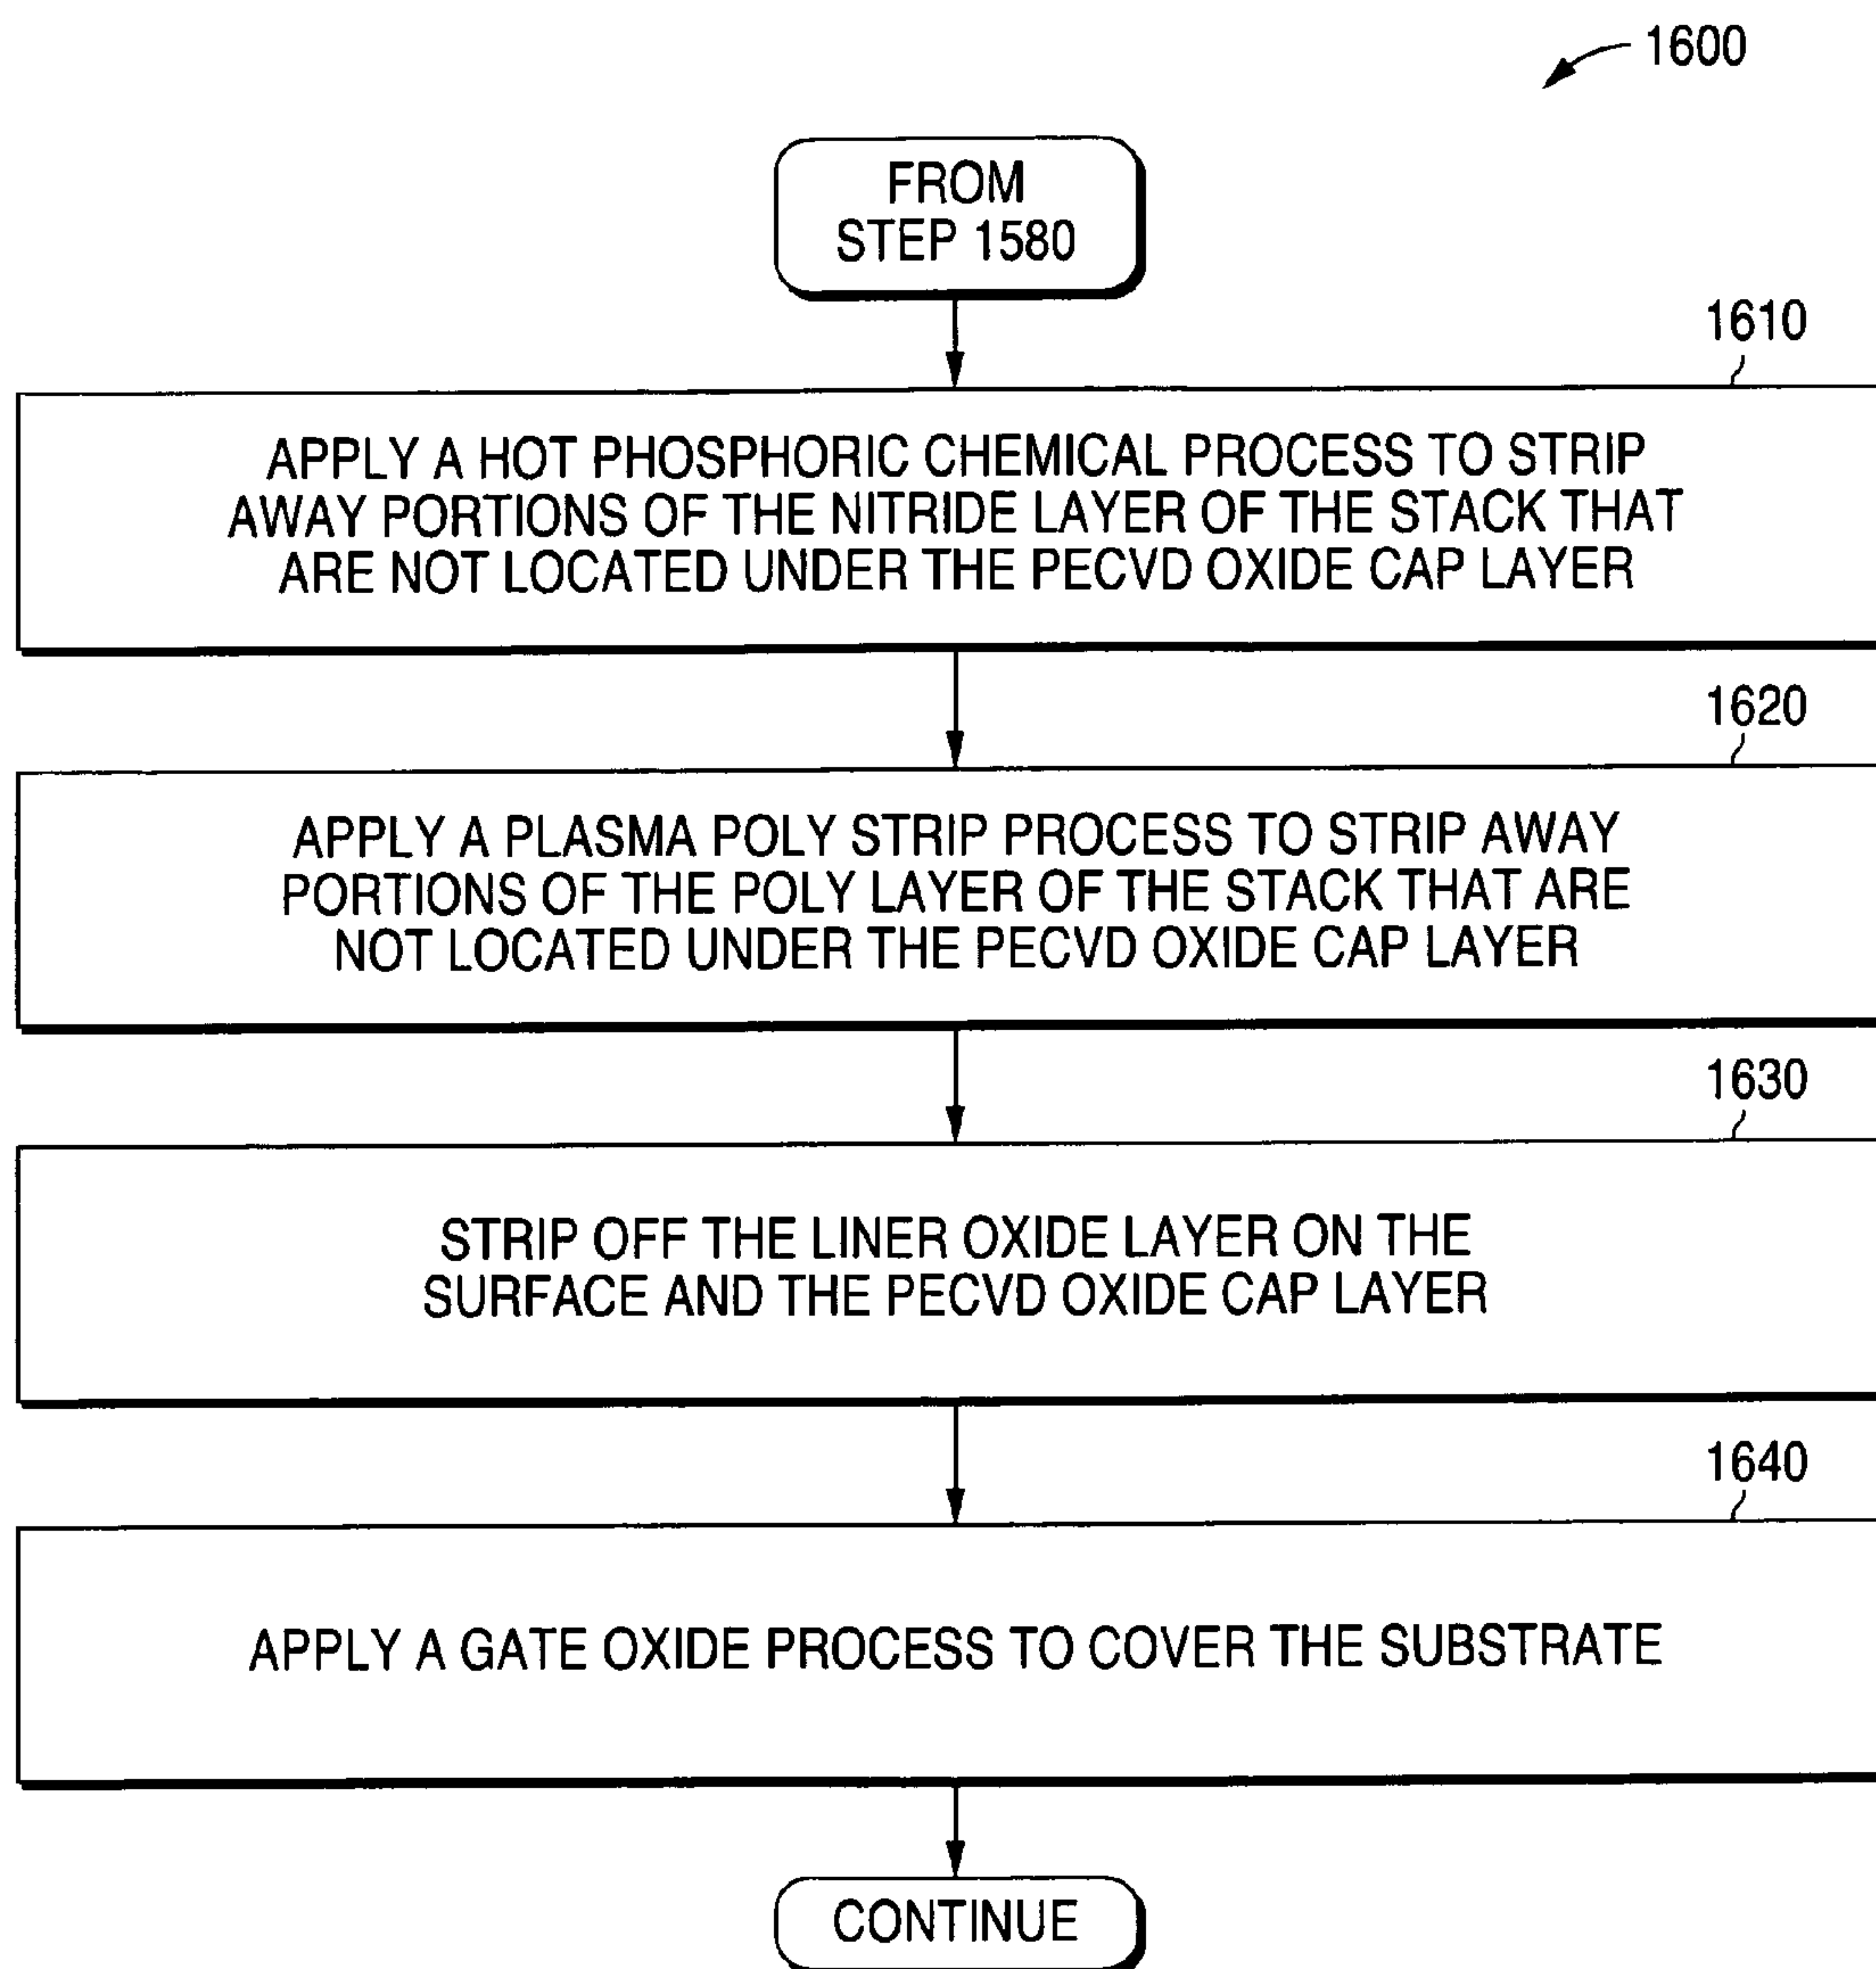 1600
FROM
STEP 1580
1610
APPLY A HOT PHOSPHORIC CHEMICAL PROCESS TO STRIP
AWAY PORTIONS OF THE NITRIDE LAYER OF THE STACK THAT
ARE NOT LOCATED UNDER THE PECVD OXIDE CAP LAYER
1620
APPLY A PLASMA POLY STRIP PROCESS TO STRIP AWAY
PORTIONS OF THE POLY LAYER OF THE STACK THAT ARE
NOT LOCATED UNDER THE PECVD OXIDE CAP LAYER
1630
STRIP OFF THE LINER OXIDE LAYER ON THE
SURFACE AND THE PECVD OXIDE CAP LAYER
1640
APPLY A GATE OXIDE PROCESS TO COVER THE SUBSTRATE
CONTINUE